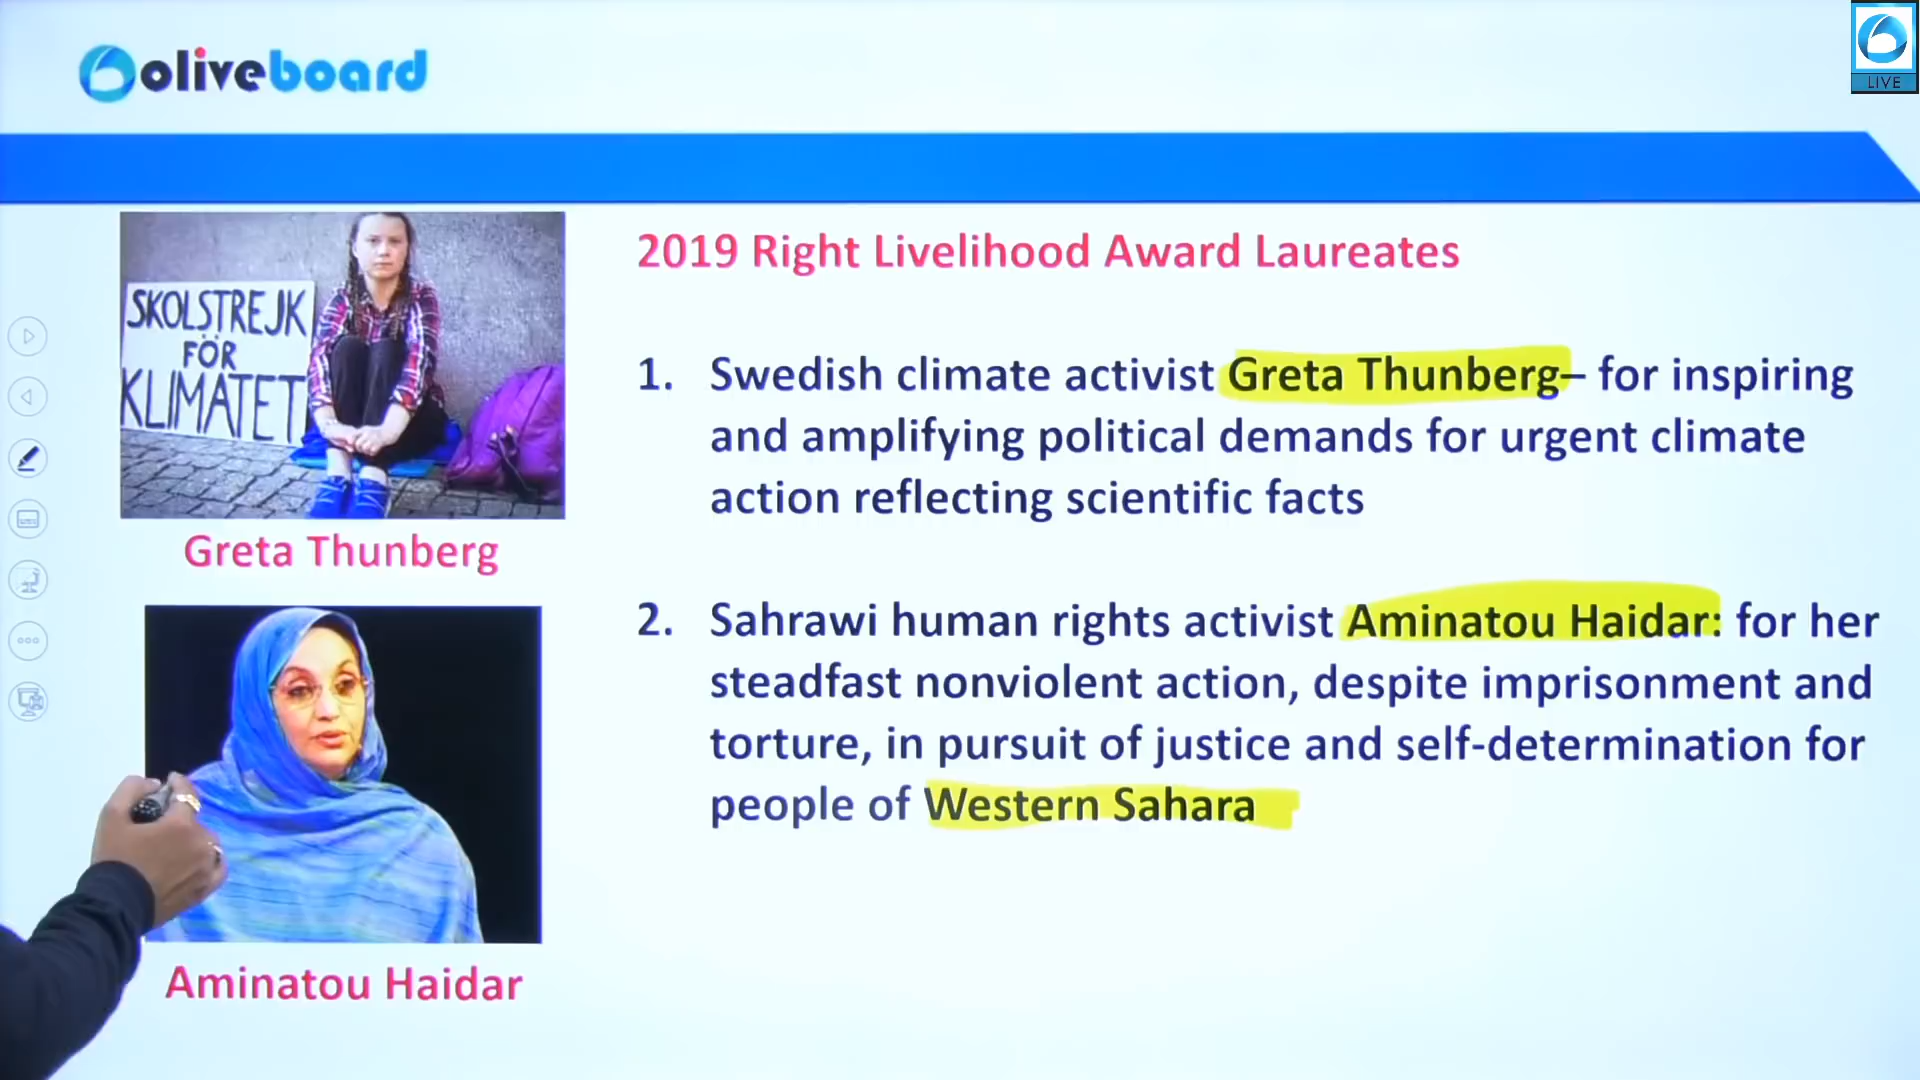 oliveboard
LIVE
SKOLSTREJK
FÖR
KLIMATET
Greta Thunberg
Aminatou Haidar
2019 Right Livelihood Award Laureates
1. Swedish climate activist Greta Thunberg– for inspiring
and amplifying political demands for urgent climate
action reflecting scientific facts
2. Sahrawi human rights activist Aminatou Haidar: for her
steadfast nonviolent action, despite imprisonment and
torture, in pursuit of justice and self-determination for
people of Western Sahara